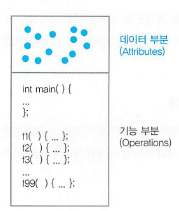 데이터 부분
(Attributes)
int main( ) {
...
};
f1( ) { ... };
f2( ) { ... };
f3( ) { ... };
...
f99( ) { ... };
기능 부분
(Operations)